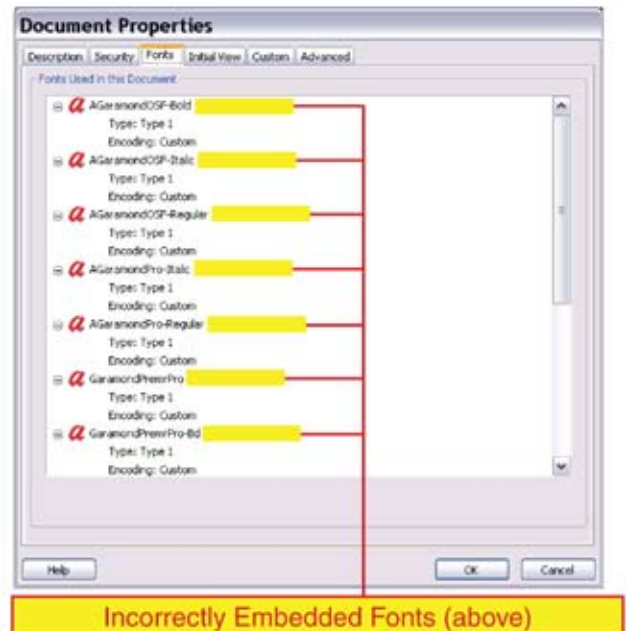 Document Properties
Description Security Fonts Initial View Custom Advanced
Fonts Used in this Document
a AGaramondOSF-Bold
Type: Type 1
Encoding: Custom
a AGaramondOSF-Italic
Type: Type 1
Encoding: Custom
a AGaramondOSF-Regular
Type: Type 1
Encoding: Custom
a AGaramondPro-Italic
Type: Type 1
Encoding: Custom
a AGaramondPro-Regular
Type: Type 1
Encoding: Custom
a GaramondPremrPro
Type: Type 1
Encoding: Custom
a GaramondPremrPro-Bd
Type: Type 1
Encoding: Custom
Help OK Cancel
Incorrectly Embedded Fonts (above)